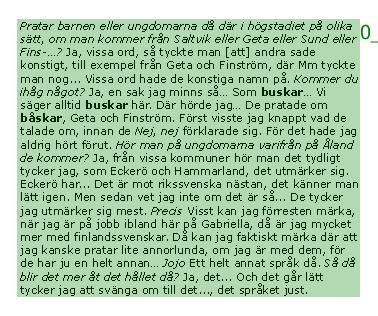 Pratar barnen eller ungdomarna då där i högstadiet på olika
sätt, om man kommer från Saltvik eller Geta eller Sund eller
Fins-...? Ja, vissa ord, så tyckte man [att] andra sade
konstigt, till exempel från Geta och Finström, där Mm tyckte
man nog... Vissa ord hade de konstiga namn på. Kommer du
ihåg något? Ja, en sak jag minns så... Som buskar... Vi
säger alltid buskar här. Där hörde jag... De pratade om
båskar, Geta och Finström. Först visste jag knappt vad de
talade om, innan de Nej, nej förklarade sig. För det hade jag
aldrig hört förut. Hör man på ungdomarna varifrån på Åland
de kommer? Ja, från vissa kommuner hör man det tydligt
tycker jag, som Eckerö och Hammarland, det utmärker sig.
Eckerö har... Det är mot rikssvenska nästan, det känner man
lätt igen. Men sedan vet jag inte om det är så... De tycker
jag utmärker sig mest. Precis Visst kan jag förresten märka,
när jag är på jobb ibland här på Gabriella, då är jag mycket
mer med finlandssvenskar. Då kan jag faktiskt märka där att
jag kanske pratar lite annorlunda, om jag är med dem, för
de har ju en helt annan... Jojo Ett helt annat språk då. Så då
blir det mer åt det hållet då? Ja, det... Och det går lätt
tycker jag att svänga om till det..., det språket just.
0_